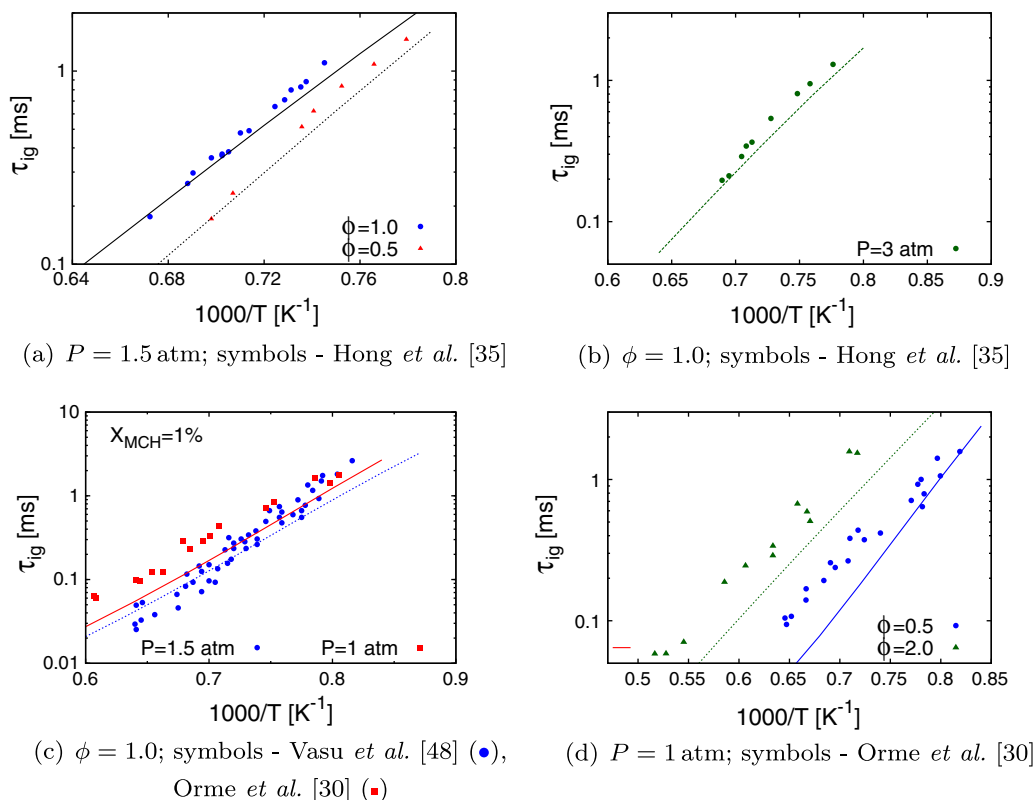 1
0.1
τig [ms]
ϕ=1.0
ϕ=0.5
0.64 0.68 0.72 0.76 0.8
1000/T [K-1]
(a) P = 1.5 atm; symbols - Hong et al. [35]
1
0.1
τig [ms]
P=3 atm
0.6 0.65 0.7 0.75 0.8 0.85 0.9
1000/T [K-1]
(b) ϕ = 1.0; symbols - Hong et al. [35]
10
1
0.1
0.01
τig [ms]
XMCH=1%
P=1.5 atm P=1 atm
0.6 0.7 0.8 0.9
1000/T [K-1]
(c) ϕ = 1.0; symbols - Vasu et al. [48] (●),
Orme et al. [30] (■)
1
0.1
τig [ms]
ϕ=0.5
ϕ=2.0
0.5 0.55 0.6 0.65 0.7 0.75 0.8 0.85
1000/T [K-1]
(d) P = 1 atm; symbols - Orme et al. [30]